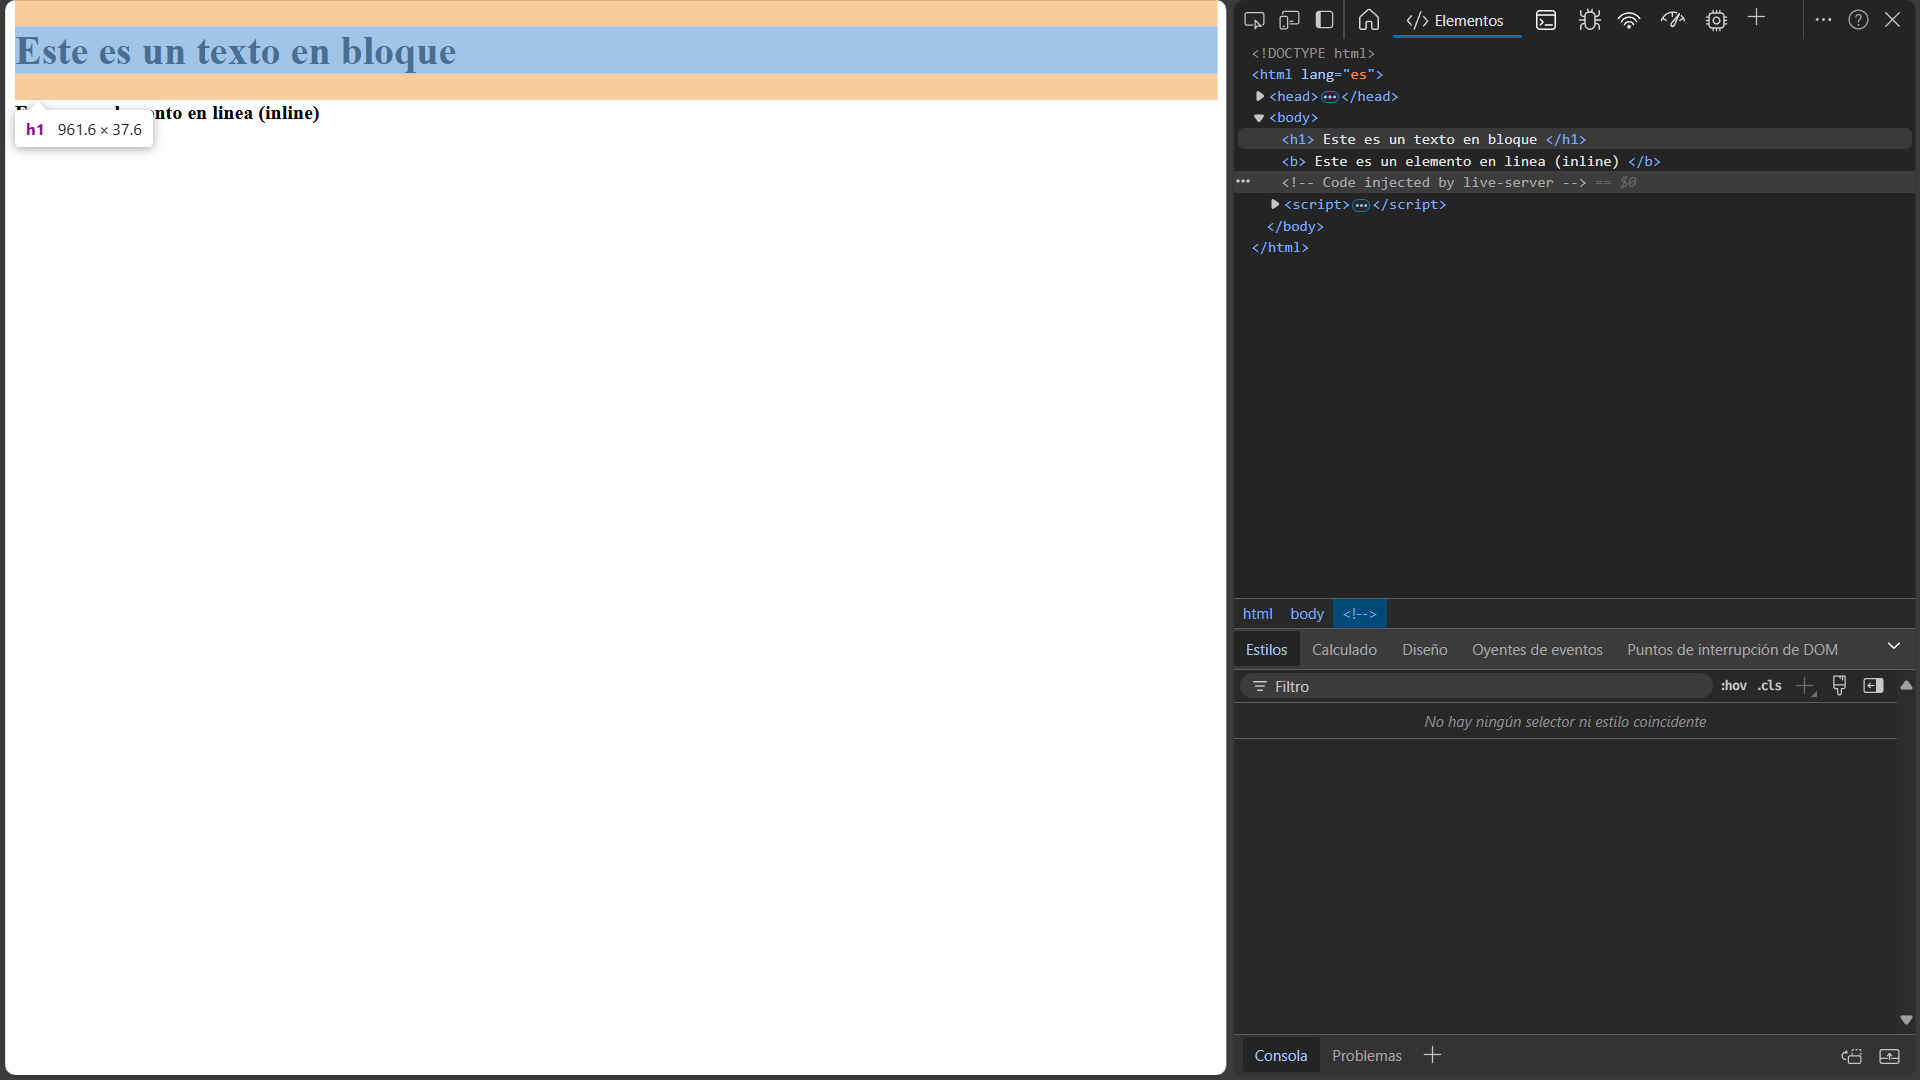 Este es un texto en bloque
nto en linea (inline)
h1 961.6 × 37.6
Elementos
<!DOCTYPE html>
<html lang="es">
<head> </head>
<body>
<h1> Este es un texto en bloque </h1>
<b> Este es un elemento en linea (inline) </b>
<!-- Code injected by live-server --> == $0
<script> </script>
</body>
</html>
html body <!-->
Estilos Calculado Diseño Oyentes de eventos Puntos de interrupción de DOM
Filtro :hov .cls
No hay ningún selector ni estilo coincidente
Consola Problemas